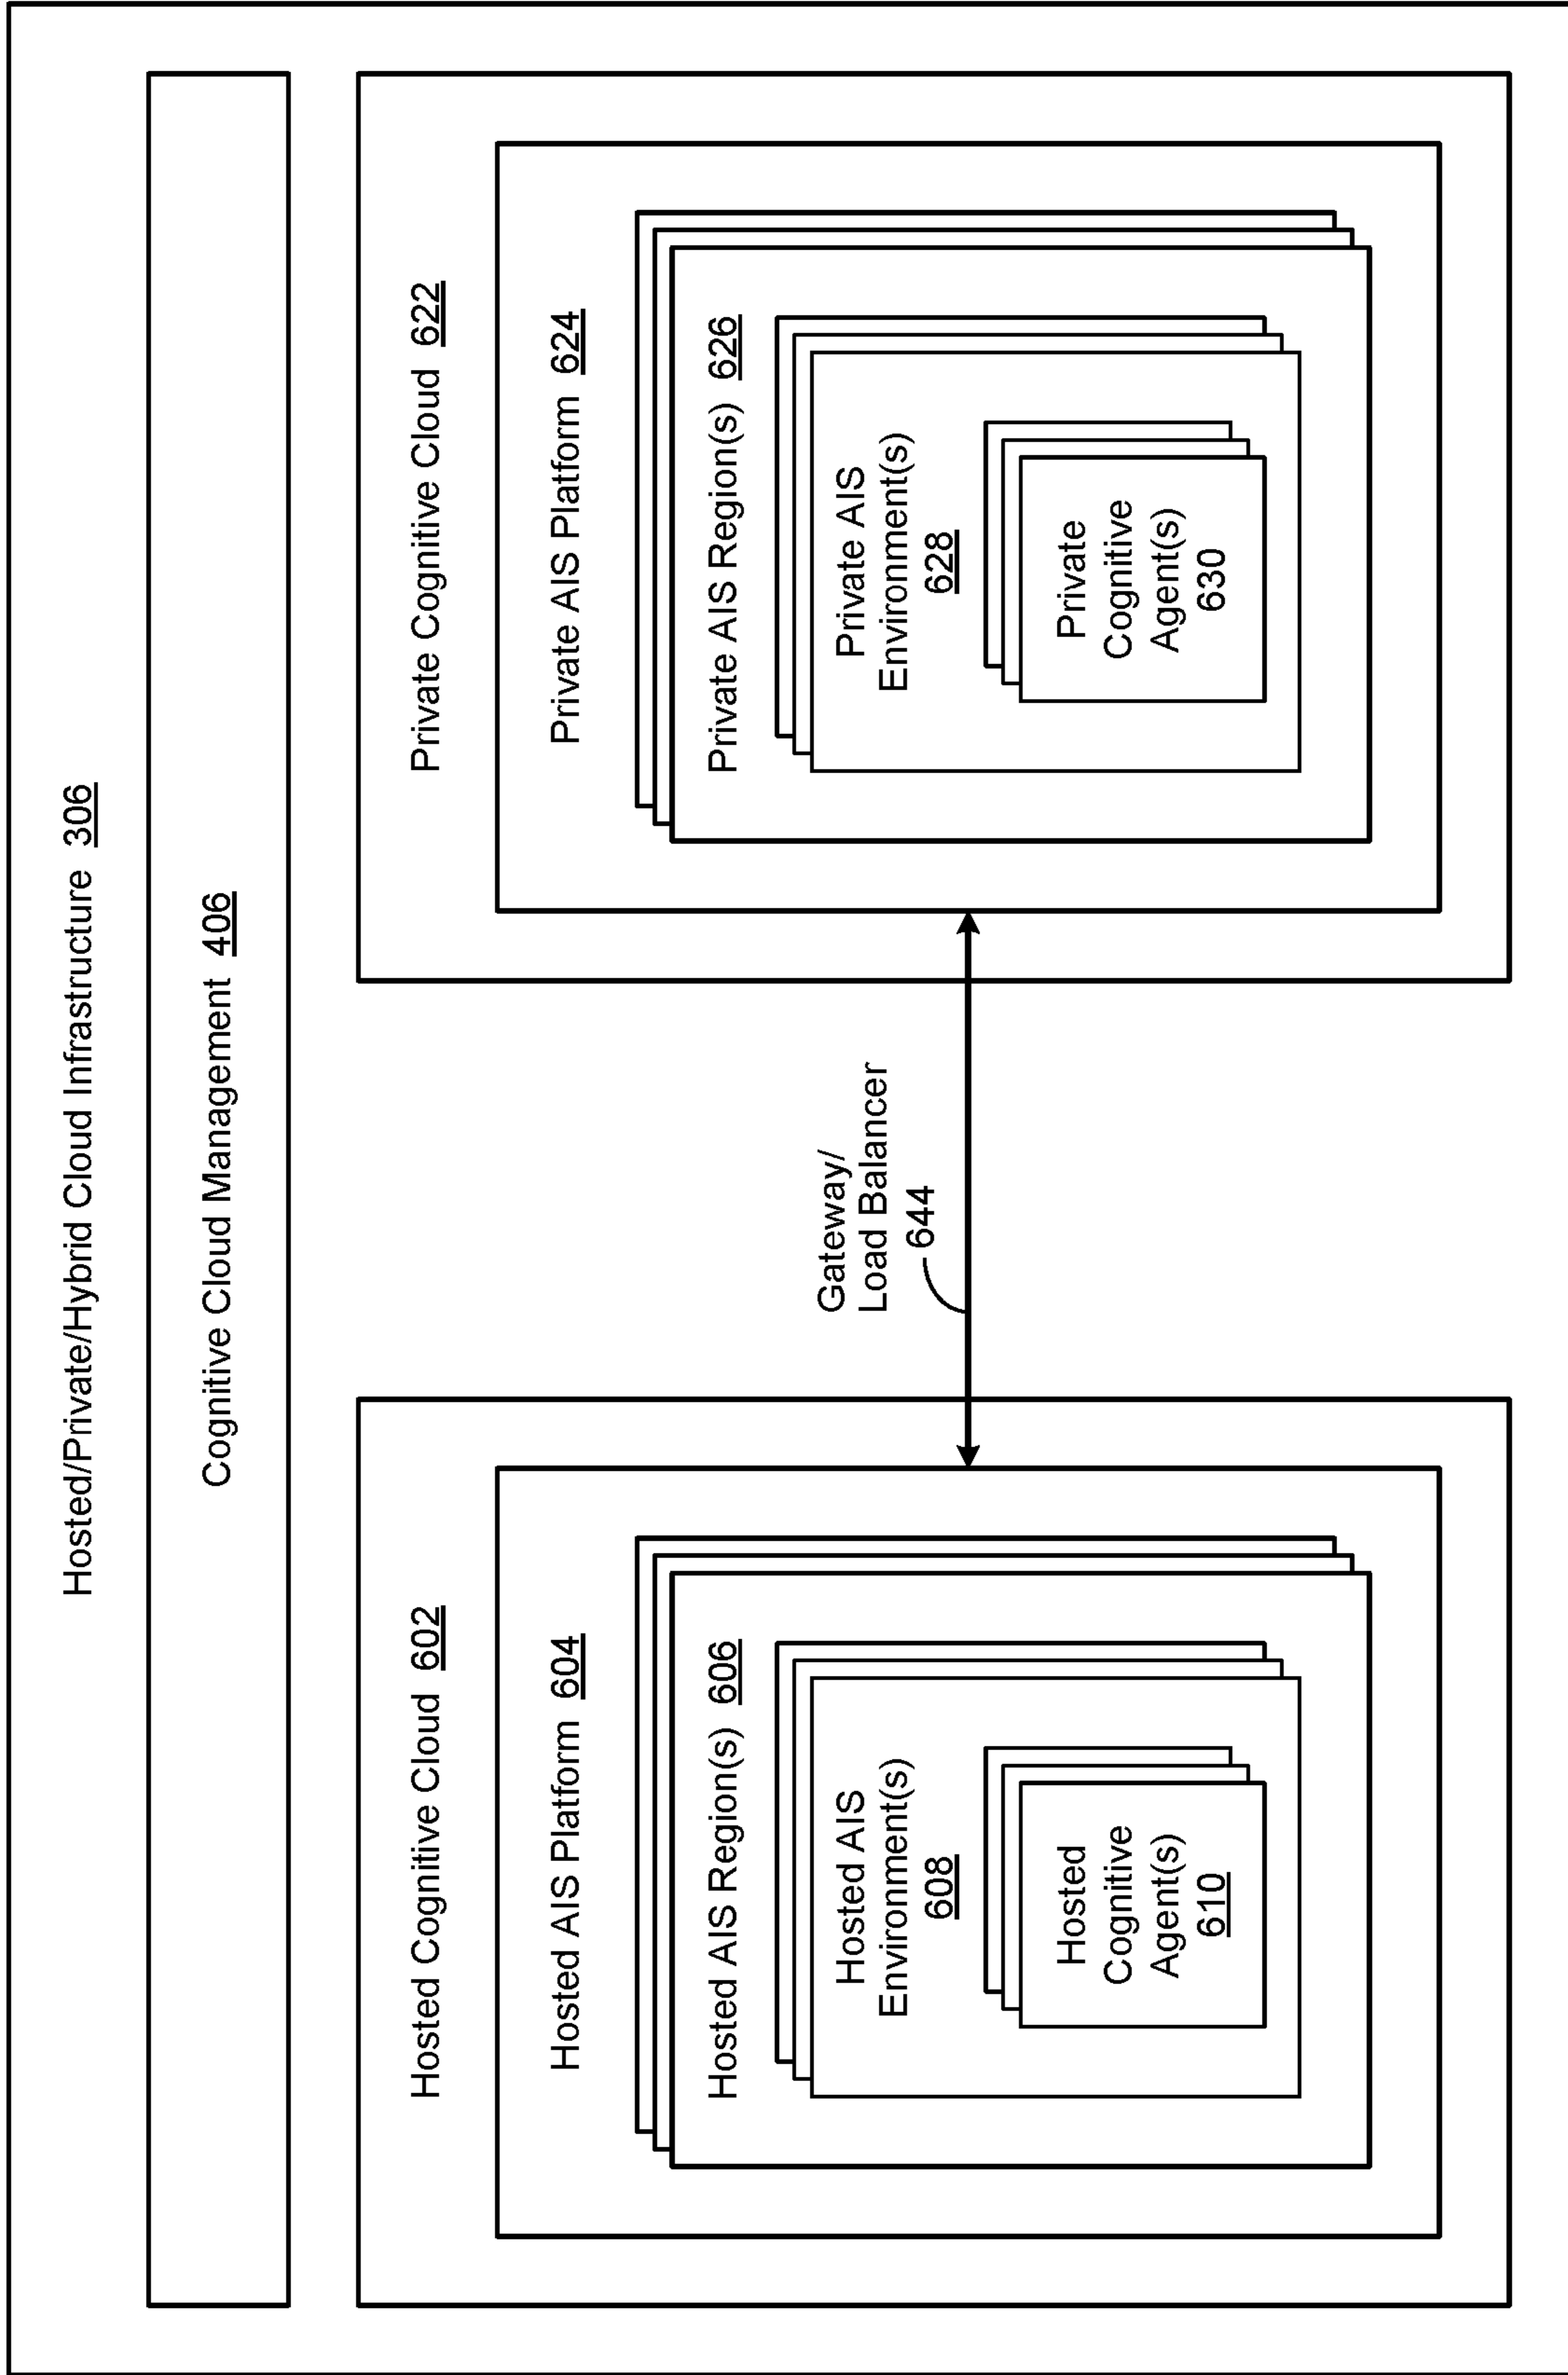 Hosted/Private/Hybrid Cloud Infrastructure 306
Cognitive Cloud Management 406
Hosted Cognitive Cloud 602
Hosted AIS Platform 604
Hosted AIS Region(s) 606
Hosted AIS
Environment(s)
608
Hosted
Cognitive
Agent(s)
610
Gateway/
Load Balancer
644
Private Cognitive Cloud 622
Private AIS Platform 624
Private AIS Region(s) 626
Private AIS
Environment(s)
628
Private
Cognitive
Agent(s)
630